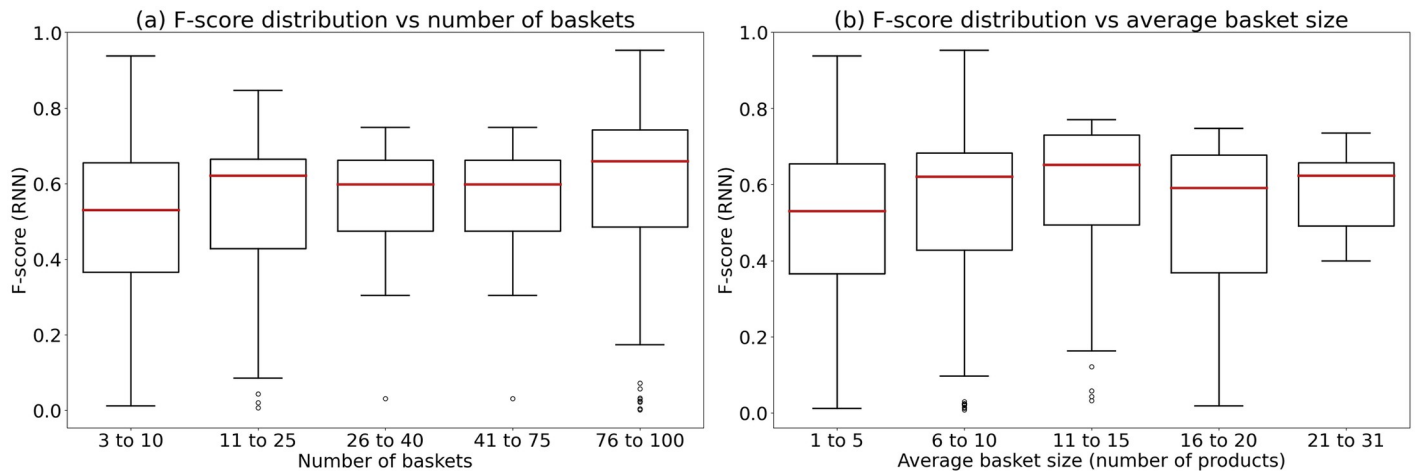 (a) F-score distribution vs number of baskets
F-score (RNN)
1.0
0.8
0.6
0.4
0.2
0.0
3 to 10 11 to 25 26 to 40 41 to 75 76 to 100
Number of baskets
(b) F-score distribution vs average basket size
F-score (RNN)
1.0
0.8
0.6
0.4
0.2
0.0
1 to 5 6 to 10 11 to 15 16 to 20 21 to 31
Average basket size (number of products)